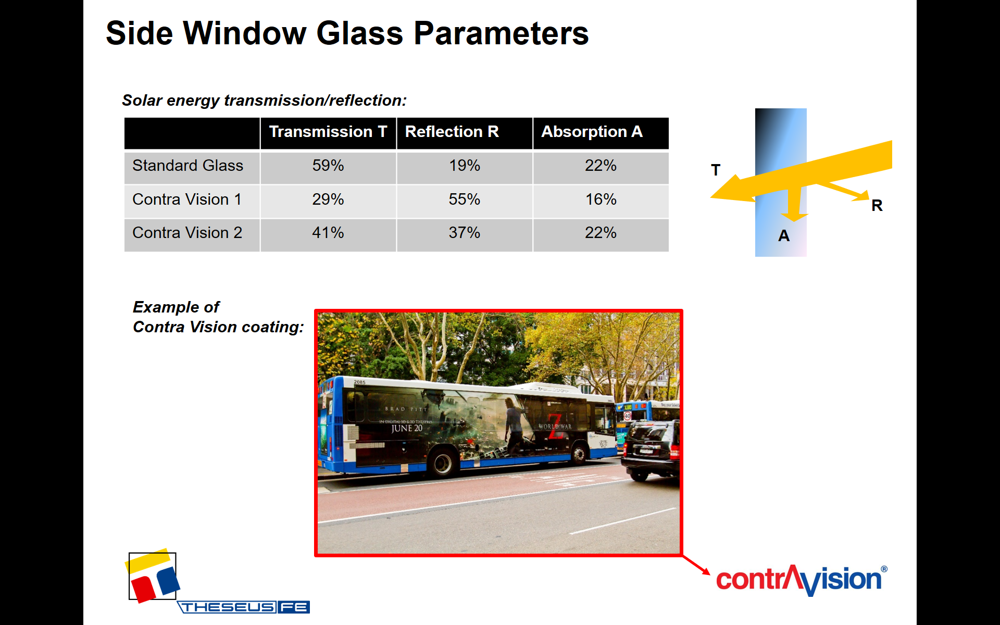 Side Window Glass Parameters
Solar energy transmission/reflection:
Transmission T Reflection R Absorption A
Standard Glass 59% 19% 22%
Contra Vision 1 29% 55% 16%
Contra Vision 2 41% 37% 22%
T
R
A
Example of
Contra Vision coating:
2085
BRAD PITT
IN DIGITAL 3D & 2D THEATRES
JUNE 20
Z
WORLD WAR
40
THESEUS FE
contrAvision®